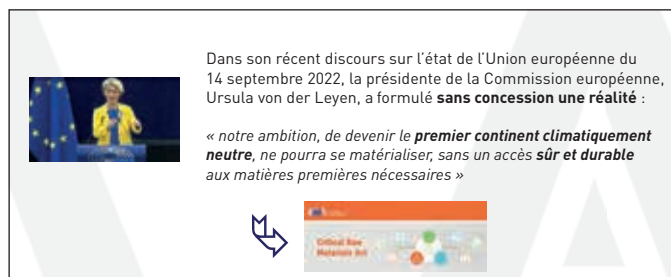 Dans son récent discours sur l'état de l'Union européenne du
14 septembre 2022, la présidente de la Commission européenne,
Ursula von der Leyen, a formulé sans concession une réalité :
« notre ambition, de devenir le premier continent climatiquement
neutre, ne pourra se matérialiser, sans un accès sûr et durable
aux matières premières nécessaires »
Critical Raw
Materials Act